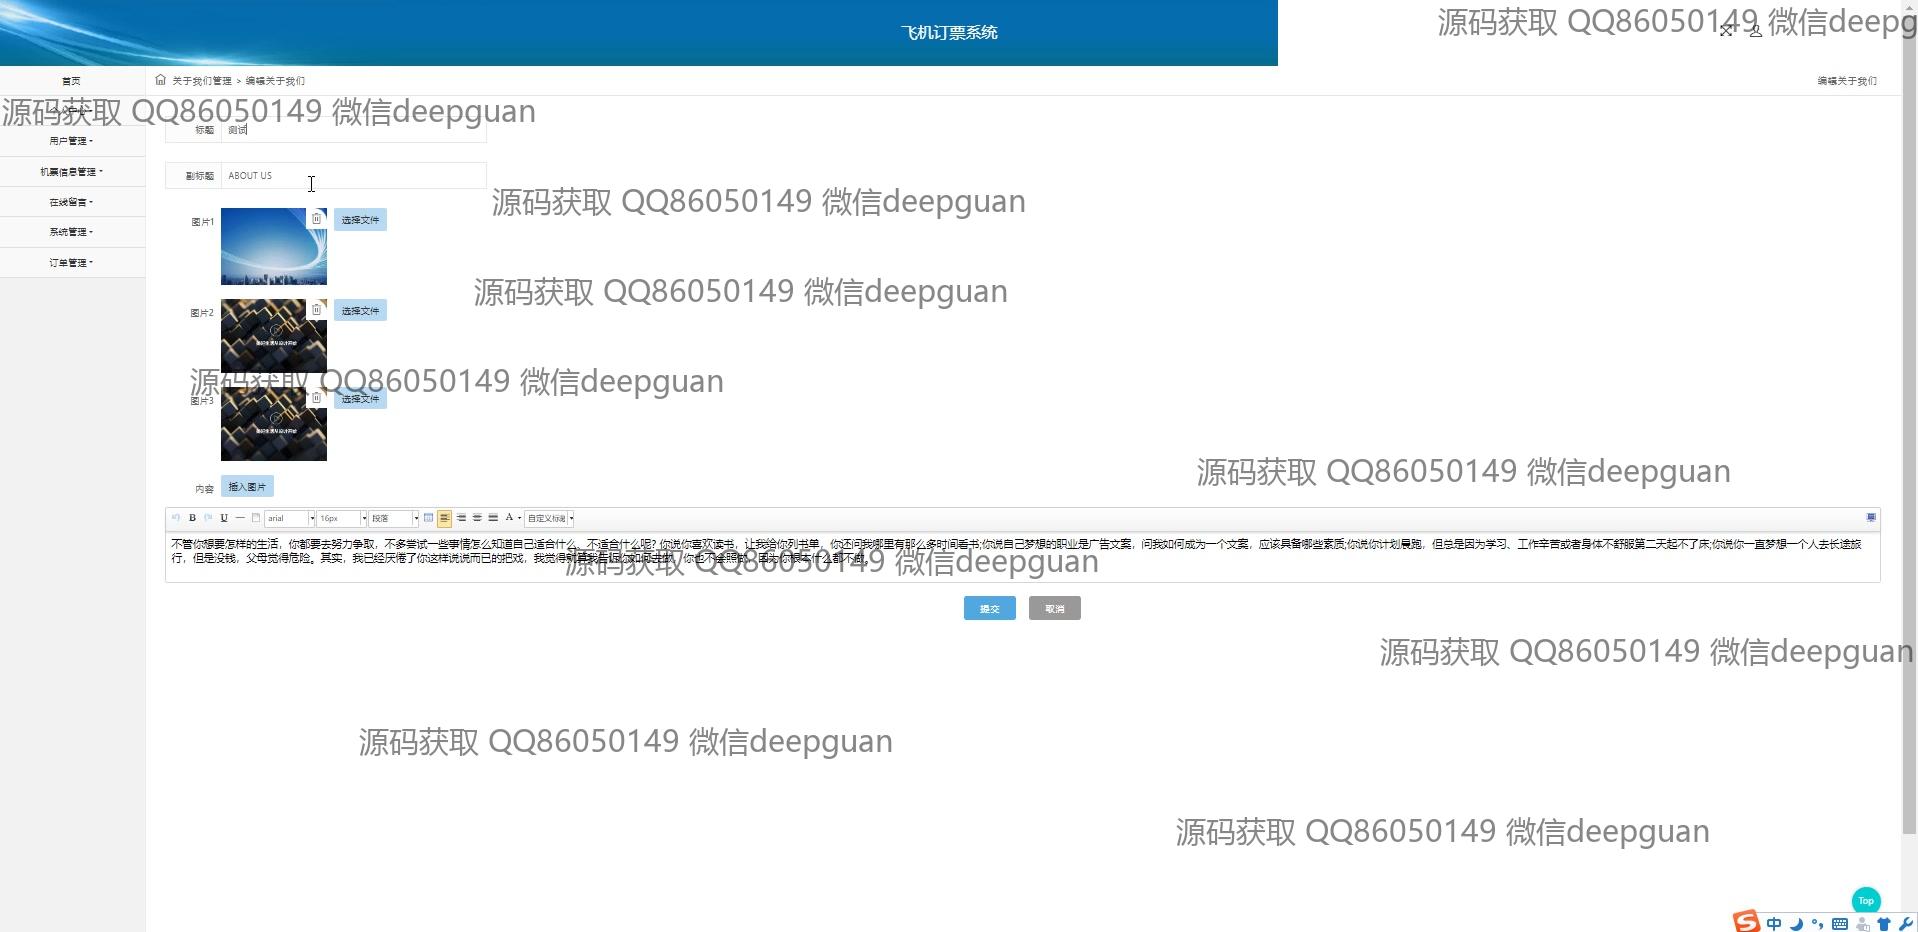 飞机订票系统
源码获取 QQ86050149 微信deepg
首页
关于我们管理 > 编辑关于我们
编辑关于我们
源码获取 QQ86050149 微信deepguan
标题 测试
用户管理
副标题 ABOUT US
机票信息管理
源码获取 QQ86050149 微信deepguan
在线留言
图片1 选择文件
系统管理
订单管理
源码获取 QQ86050149 微信deepguan
图片2 选择文件
源码获取 QQ86050149 微信deepguan
图片3 选择文件
源码获取 QQ86050149 微信deepguan
内容 插入图片
B U arial 16px 段落 A 自定义标题
不管你想要怎样的生活，你都要去努力争取，不多尝试一些事情怎么知道自己适合什么、不适合什么呢? 你说你喜欢读书，让我给你列书单，你还问我哪里有那么多时间看书;你说自己梦想的职业是广告文案，问我如何成为一个文案，应该具备哪些素质;你说你计划晨跑，但总是因为学习、工作辛苦或者身体不舒服第二天起不了床;你说你一直梦想一个人去长途旅
行，但是没钱，父母觉得危险。其实，我已经厌倦了你这样说说而已的把戏，我觉得就算我告诉你如何去做，你也不会照做，因为你根本什么都不做。
源码获取 QQ86050149 微信deepguan
提交 取消
源码获取 QQ86050149 微信deepguan
源码获取 QQ86050149 微信deepguan
源码获取 QQ86050149 微信deepguan
Top
中